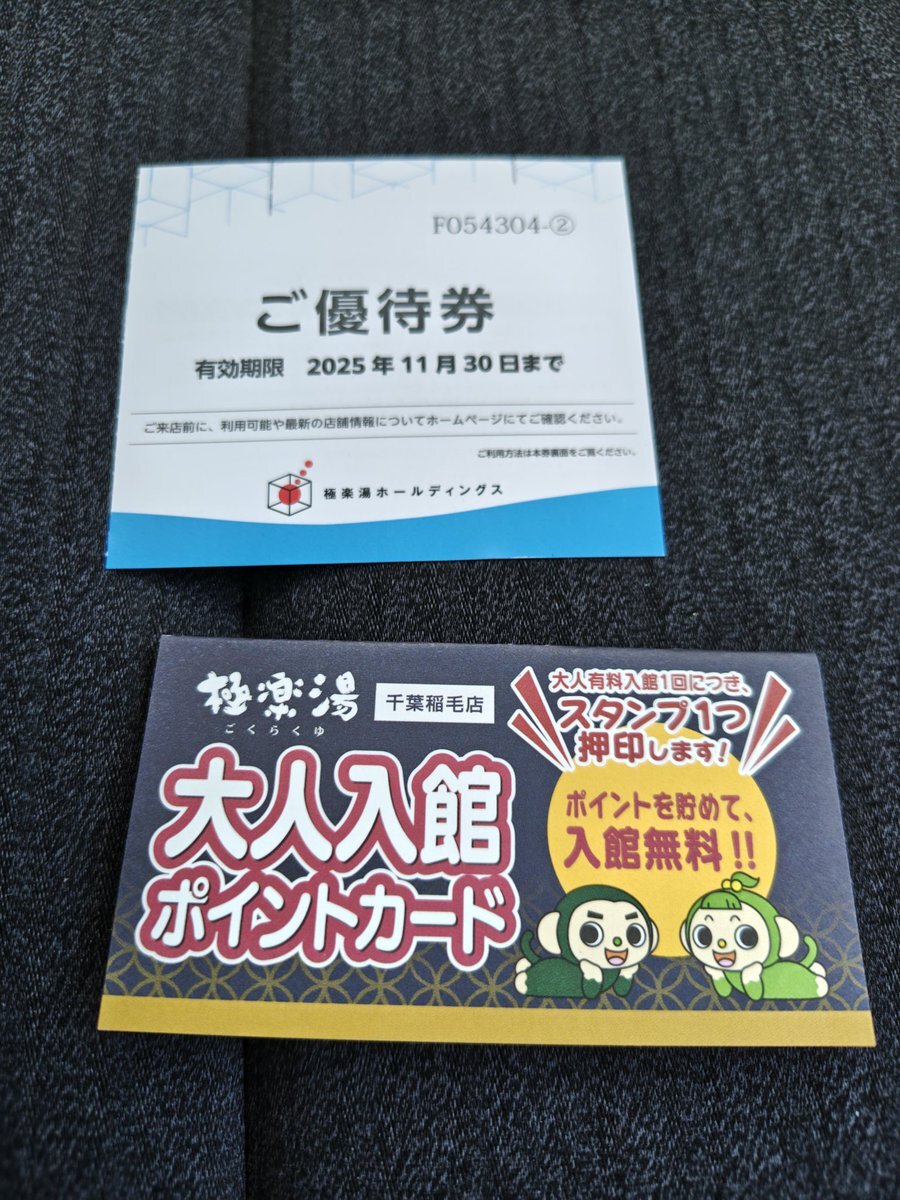 F054304-②
ご優待券
有効期限 2025年11月30日まで
ご来店前に、利用可能や最新の店舗情報についてホームページにてご確認ください。
ご利用方法は本券裏面をご覧ください。
極楽湯ホールディングス
極楽湯
ごくらくゆ
千葉稲毛店
大人入館
ポイントカード
大人有料入館1回につき、
スタンプ1つ
押印します!
ポイントを貯めて、
入館無料!!